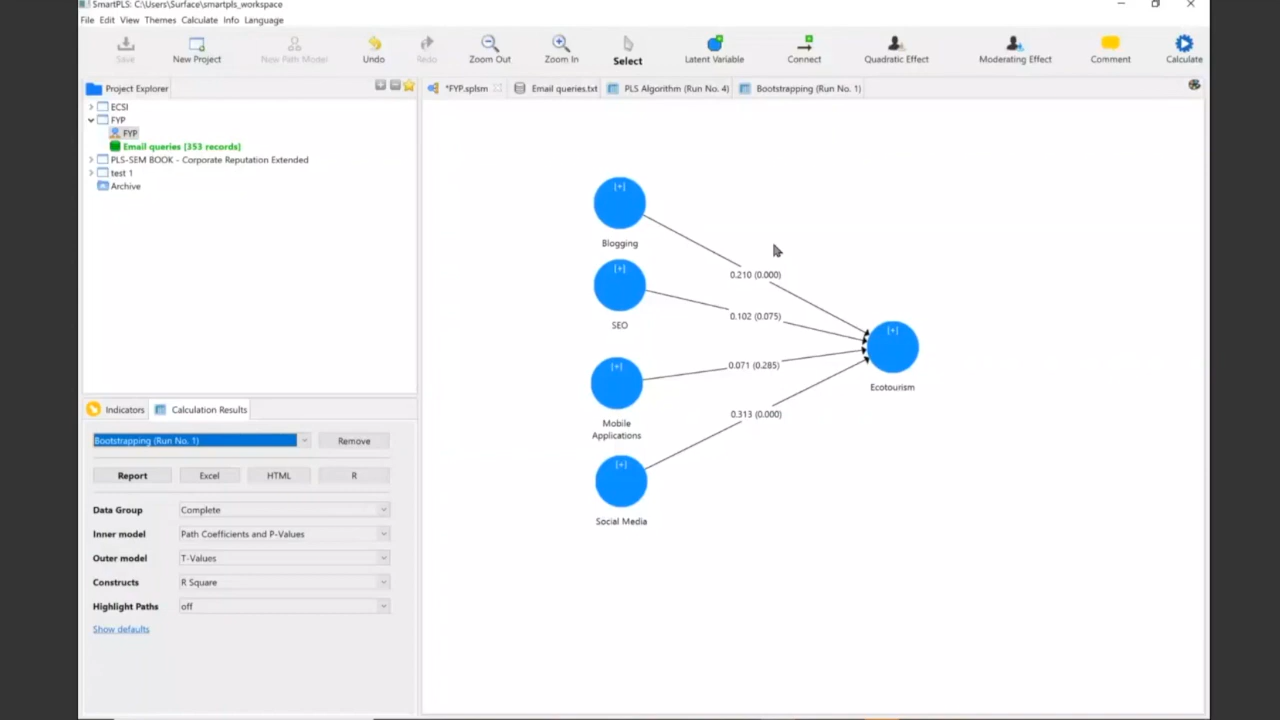 SmartPLS: C:\Users\Surface\smartpls_workspace
File Edit View Themes Calculate Info Language
Save New Project New Path Model Undo Redo Zoom Out Zoom In Select Latent Variable Connect Quadratic Effect Moderating Effect Comment Calculate
Project Explorer
*FYP.splsm Email queries.txt PLS Algorithm (Run No. 4) Bootstrapping (Run No. 1)
ECSI
FYP
FYP
Email queries [353 records]
PLS-SEM BOOK - Corporate Reputation Extended
test 1
Archive
[+]
Blogging
0.210 (0.000)
[+]
SEO
0.102 (0.075)
[+]
Ecotourism
[+]
Mobile
Applications
0.071 (0.285)
0.313 (0.000)
[+]
Social Media
Indicators Calculation Results
Bootstrapping (Run No. 1) Remove
Report Excel HTML R
Data Group Complete
Inner model Path Coefficients and P-Values
Outer model T-Values
Constructs R Square
Highlight Paths off
Show defaults